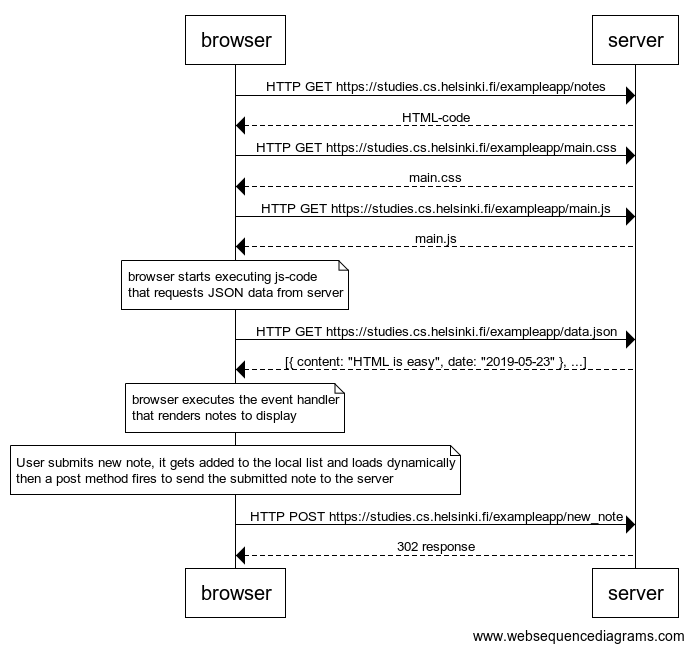 browser
server
HTTP GET https://studies.cs.helsinki.fi/exampleapp/notes
HTML-code
HTTP GET https://studies.cs.helsinki.fi/exampleapp/main.css
main.css
HTTP GET https://studies.cs.helsinki.fi/exampleapp/main.js
main.js
browser starts executing js-code
that requests JSON data from server
HTTP GET https://studies.cs.helsinki.fi/exampleapp/data.json
[{ content: "HTML is easy", date: "2019-05-23" }, ...]
browser executes the event handler
that renders notes to display
User submits new note, it gets added to the local list and loads dynamically
then a post method fires to send the submitted note to the server
HTTP POST https://studies.cs.helsinki.fi/exampleapp/new_note
302 response
browser
server
www.websequencediagrams.com